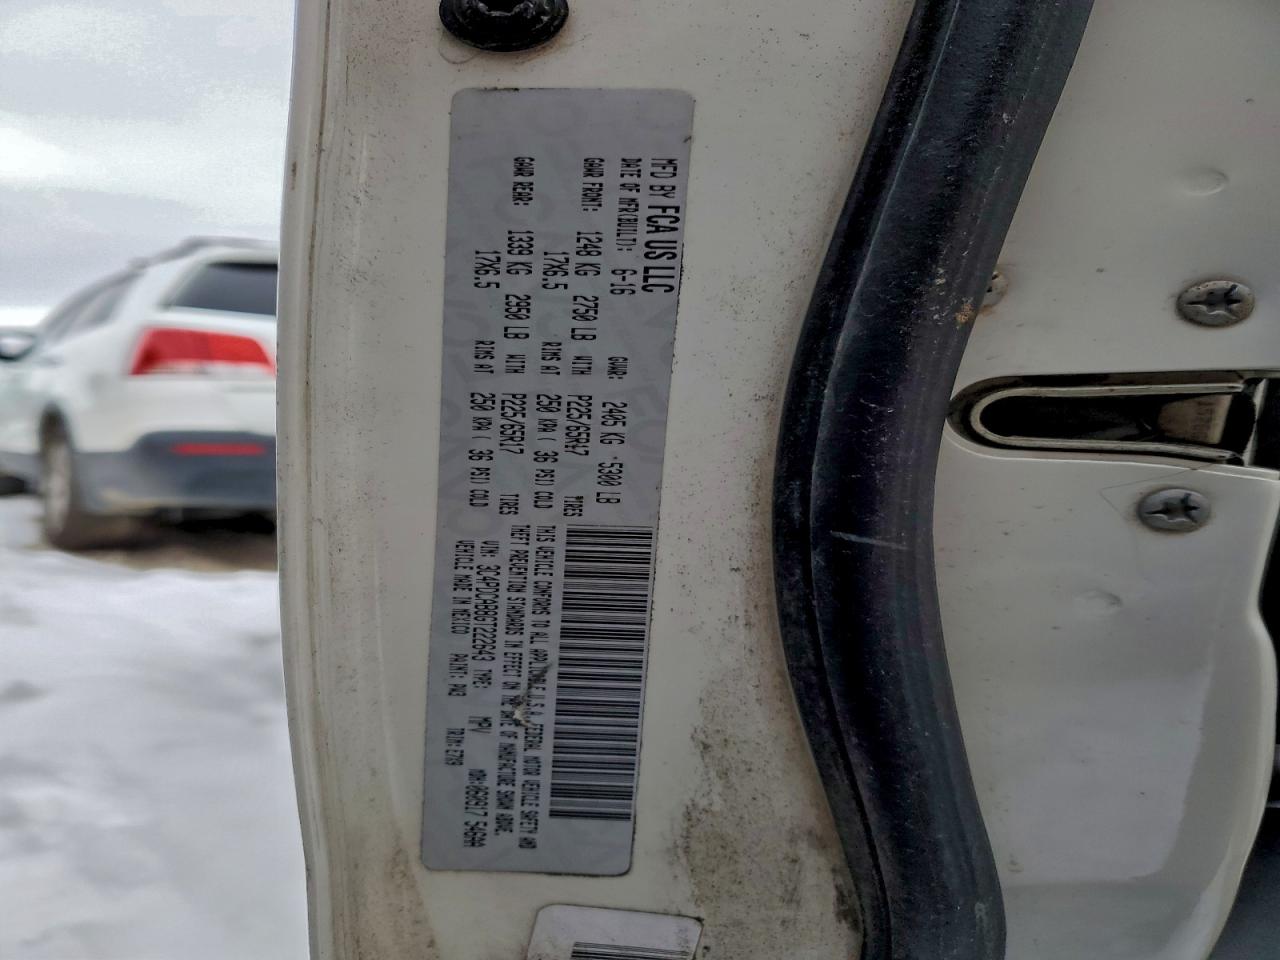 MFD BY FCA US LLC
DATE OF MFR(BUILT): 6-16 GVWR: 2405 KG 5300 LB
GAWR FRONT: 1248 KG 2750 LB WITH P225/65R17 TIRES
17X6.5 RIMS AT 250 KPA ( 36 PSI) COLD
GAWR REAR: 1339 KG 2950 LB WITH P225/65R17 TIRES
17X6.5 RIMS AT 250 KPA ( 36 PSI) COLD
THIS VEHICLE CONFORMS TO ALL APPLICABLE U.S.A. FEDERAL MOTOR VEHICLE SAFETY AND
THEFT PREVENTION STANDARDS IN EFFECT ON THE DATE OF MANUFACTURE SHOWN ABOVE.
VIN: 3C4PDCAB8GT222643 TYPE: MPV
VEHICLE MADE IN MEXICO PAINT: PW3 TRIM: